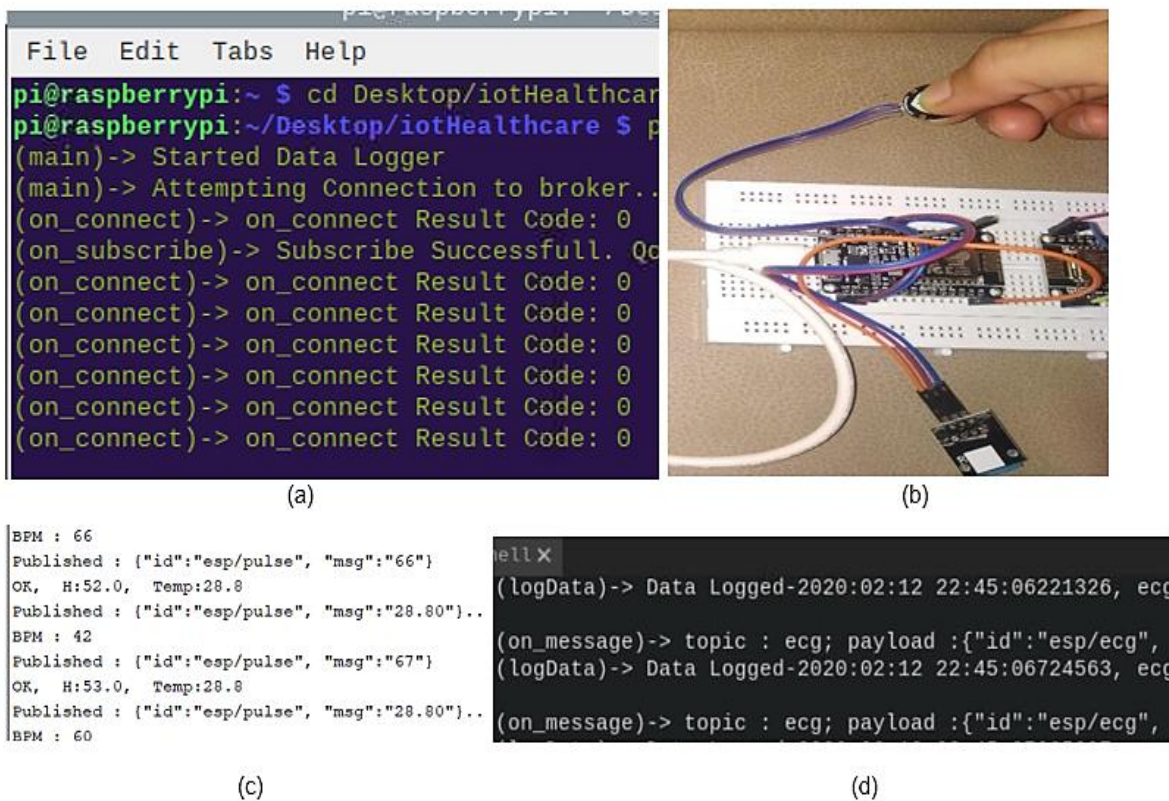 File Edit Tabs Help
pi@raspberrypi:~ $ cd Desktop/iotHealthcar
pi@raspberrypi:~/Desktop/iotHealthcare $ p
(main)-> Started Data Logger
(main)-> Attempting Connection to broker..
(on_connect)-> on_connect Result Code: 0
(on_subscribe)-> Subscribe Successfull. Qo
(on_connect)-> on_connect Result Code: 0
(on_connect)-> on_connect Result Code: 0
(on_connect)-> on_connect Result Code: 0
(on_connect)-> on_connect Result Code: 0
(on_connect)-> on_connect Result Code: 0
(on_connect)-> on_connect Result Code: 0
(a)
(b)
BPM : 66
Published : {"id":"esp/pulse", "msg":"66"}
OK, H:52.0, Temp:28.8
Published : {"id":"esp/pulse", "msg":"28.80"}..
BPM : 42
Published : {"id":"esp/pulse", "msg":"67"}
OK, H:53.0, Temp:28.8
Published : {"id":"esp/pulse", "msg":"28.80"}..
BPM : 60
(c)
ell X
(logData)-> Data Logged-2020:02:12 22:45:06221326, ecg
(on_message)-> topic : ecg; payload :{"id":"esp/ecg",
(logData)-> Data Logged-2020:02:12 22:45:06724563, ecg
(on_message)-> topic : ecg; payload :{"id":"esp/ecg",
(d)